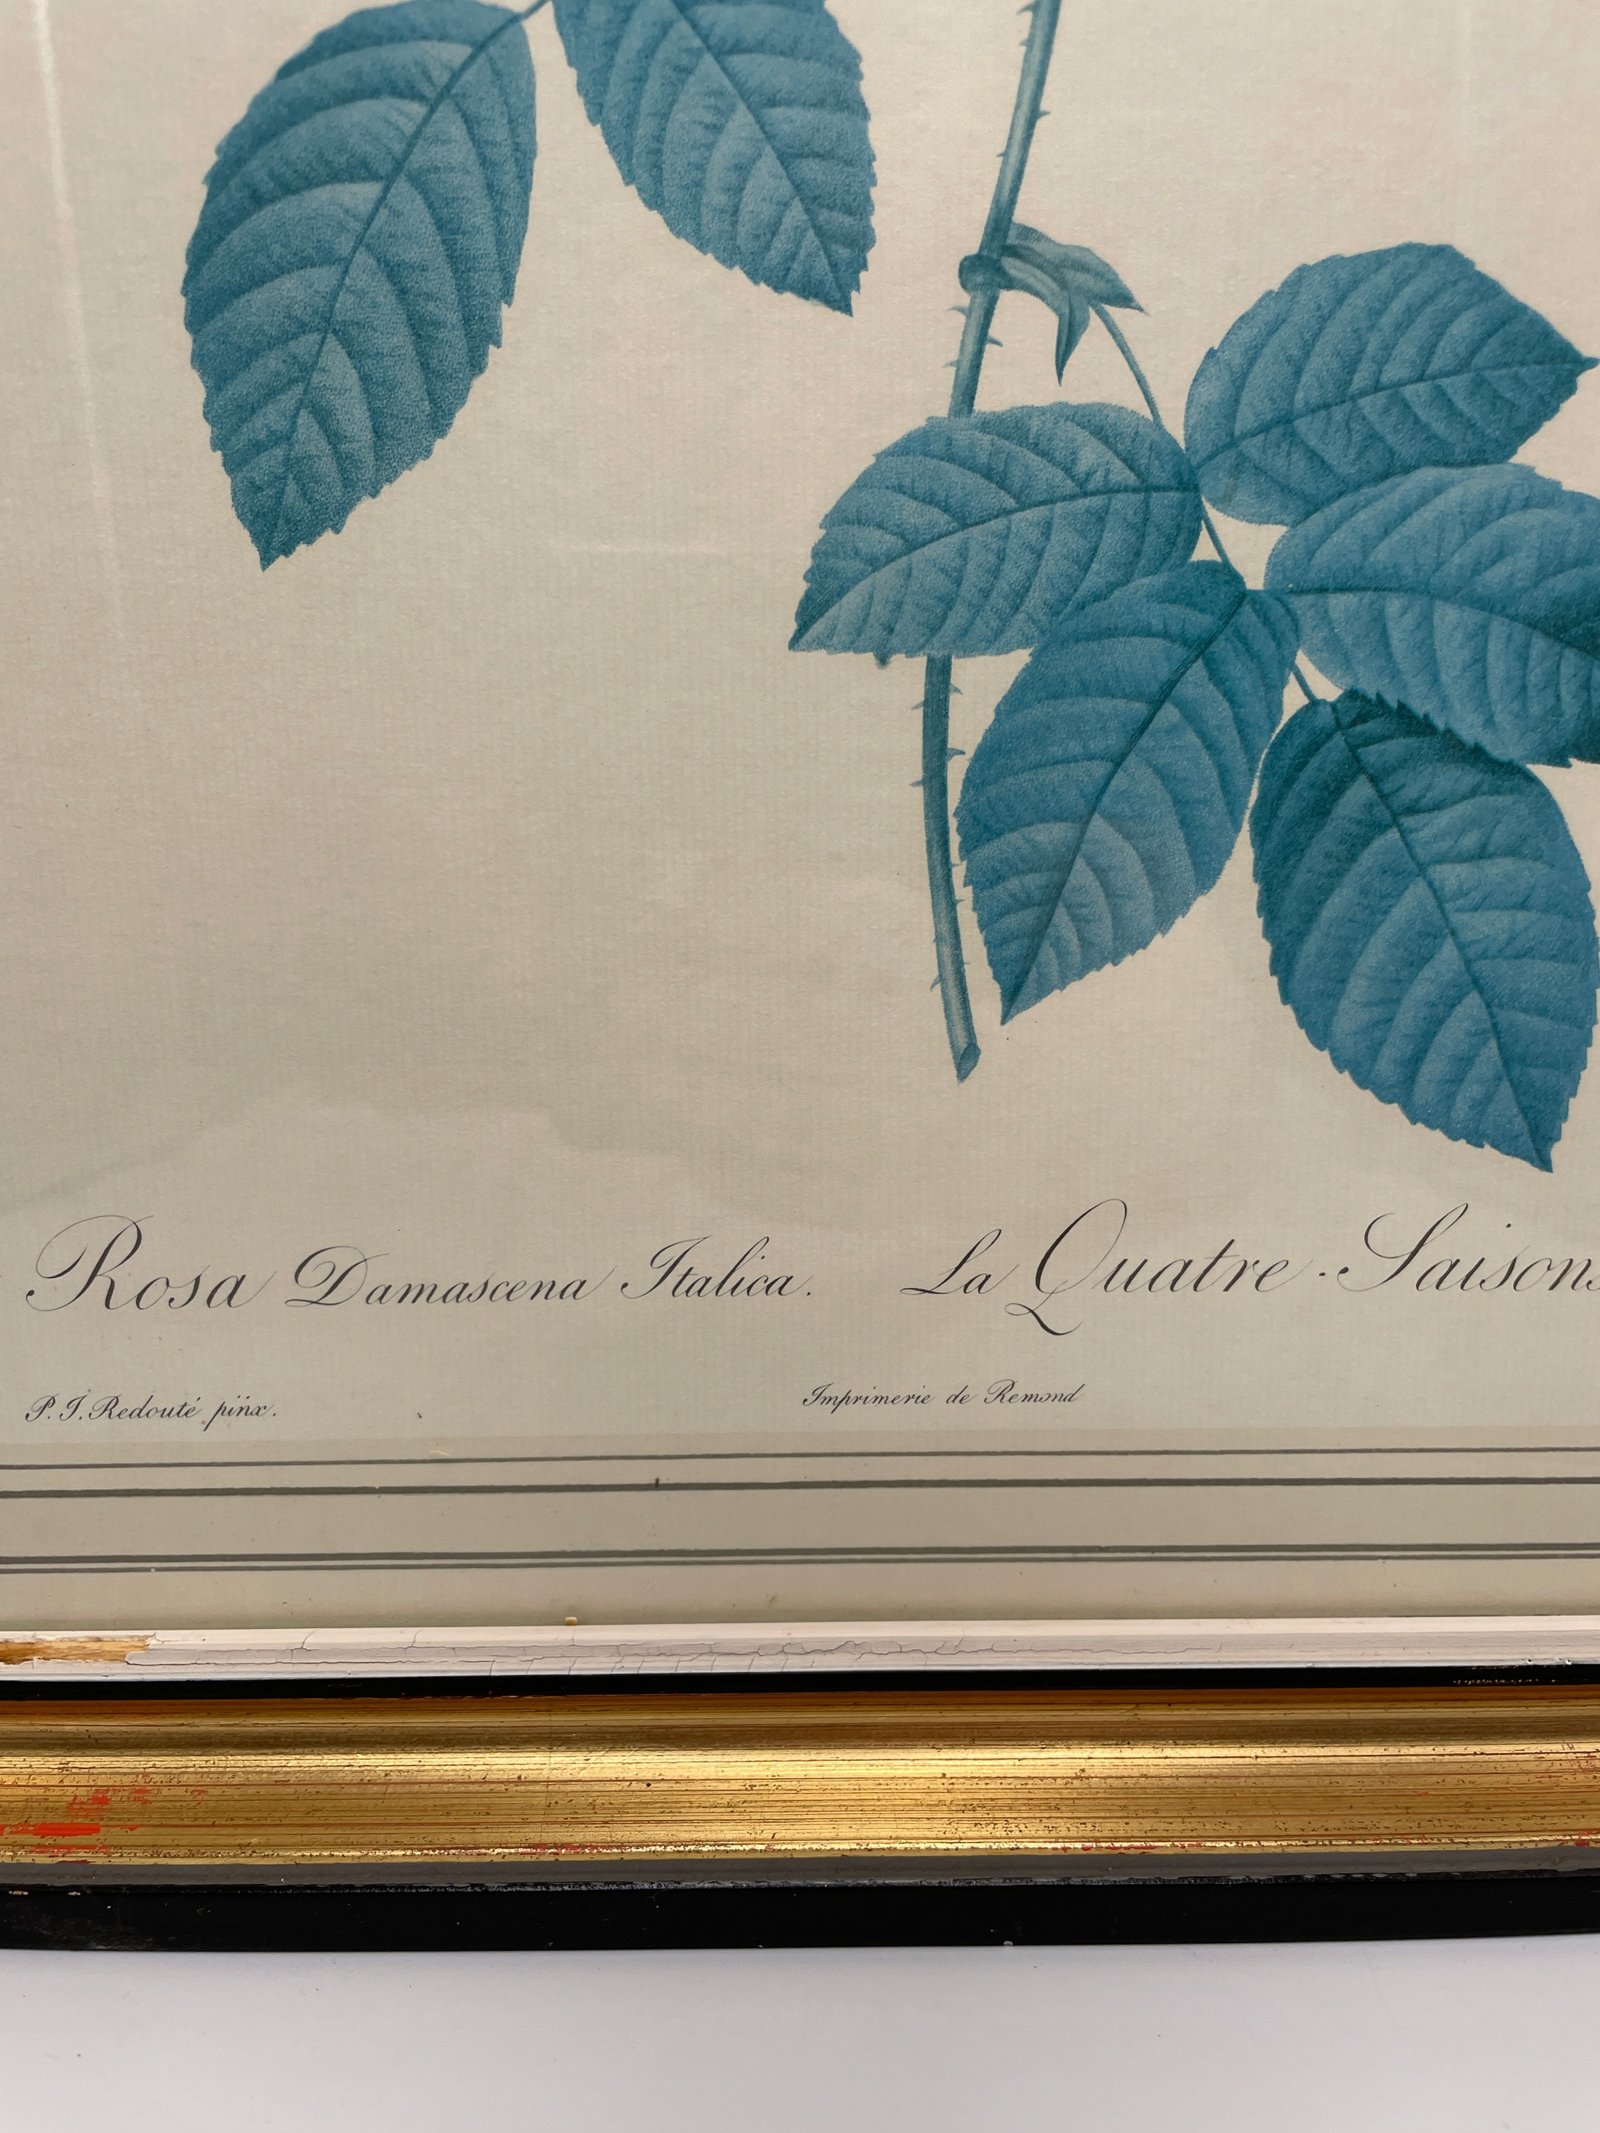 Rosa Damascena Italica. La Quatre-Saisons
P. J. Redouté pinx. Imprimerie de Remond